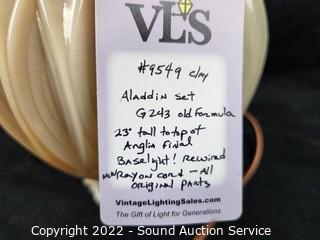 VLS
#9549 clay
Aladdin set
G243 old Formula
23" tall to top of
Anglia Finial
Baselight! Rewired
w/ Rayon cord - All
original parts
VintageLightingSales.com
The Gift of Light for Generations
Copyright 2022 - Sound Auction Service